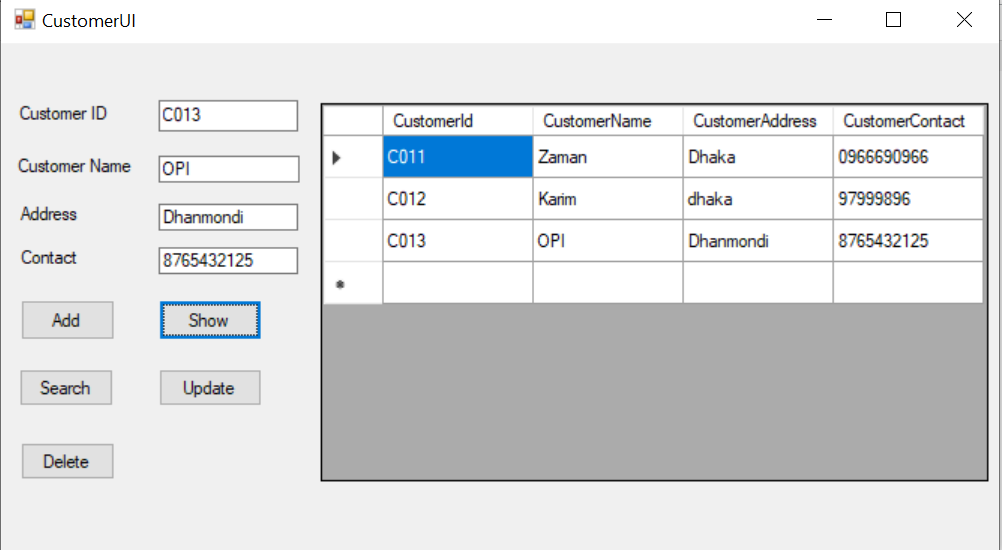 CustomerUI
Customer ID C013
Customer Name OPI
Address Dhanmondi
Contact 8765432125
Add Show
Search Update
Delete
CustomerId CustomerName CustomerAddress CustomerContact
C011 Zaman Dhaka 0966690966
C012 Karim dhaka 97999896
C013 OPI Dhanmondi 8765432125